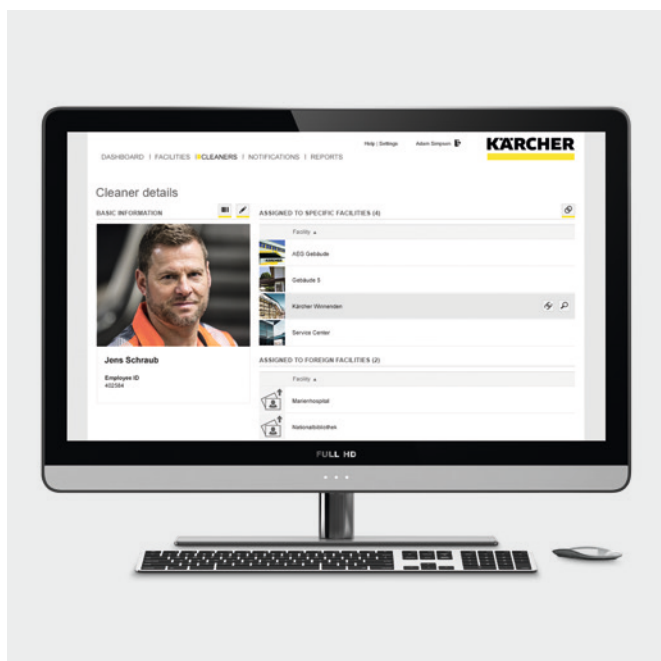 Help | Settings Adam Simpson
KÄRCHER
DASHBOARD | FACILITIES CLEANERS | NOTIFICATIONS | REPORTS
Cleaner details
BASIC INFORMATION
ASSIGNED TO SPECIFIC FACILITIES (4)
Facility
AEG Gebäude
Gebäude 5
Kärcher Winnenden
Service Center
Jens Schraub
Employee ID
402584
ASSIGNED TO FOREIGN FACILITIES (2)
Facility
Marienhospital
Nationalbibliothek
FULL HD